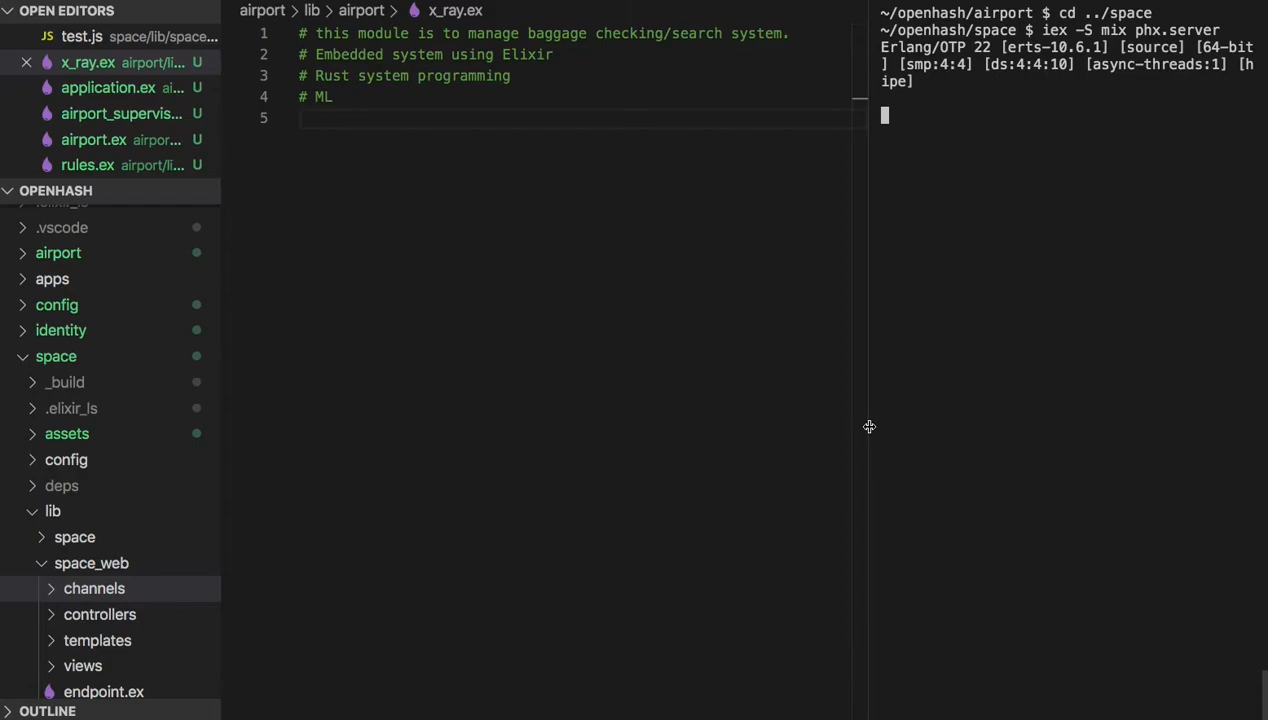 OPEN EDITORS
JS test.js space/lib/space...
x_ray.ex airport/li... U
application.ex ai... U
airport_supervis... U
airport.ex airpor... U
rules.ex airport/li... U
OPENHASH
.elixir_ls
.vscode
airport
apps
config
identity
space
_build
.elixir_ls
assets
config
deps
lib
space
space_web
channels
controllers
templates
views
endpoint.ex
OUTLINE
airport > lib > airport > x_ray.ex
1 # this module is to manage baggage checking/search system.
2 # Embedded system using Elixir
3 # Rust system programming
4 # ML
5
~/openhash/airport $ cd ../space
~/openhash/space $ iex -S mix phx.server
Erlang/OTP 22 [erts-10.6.1] [source] [64-bit
] [smp:4:4] [ds:4:4:10] [async-threads:1] [h
ipe]